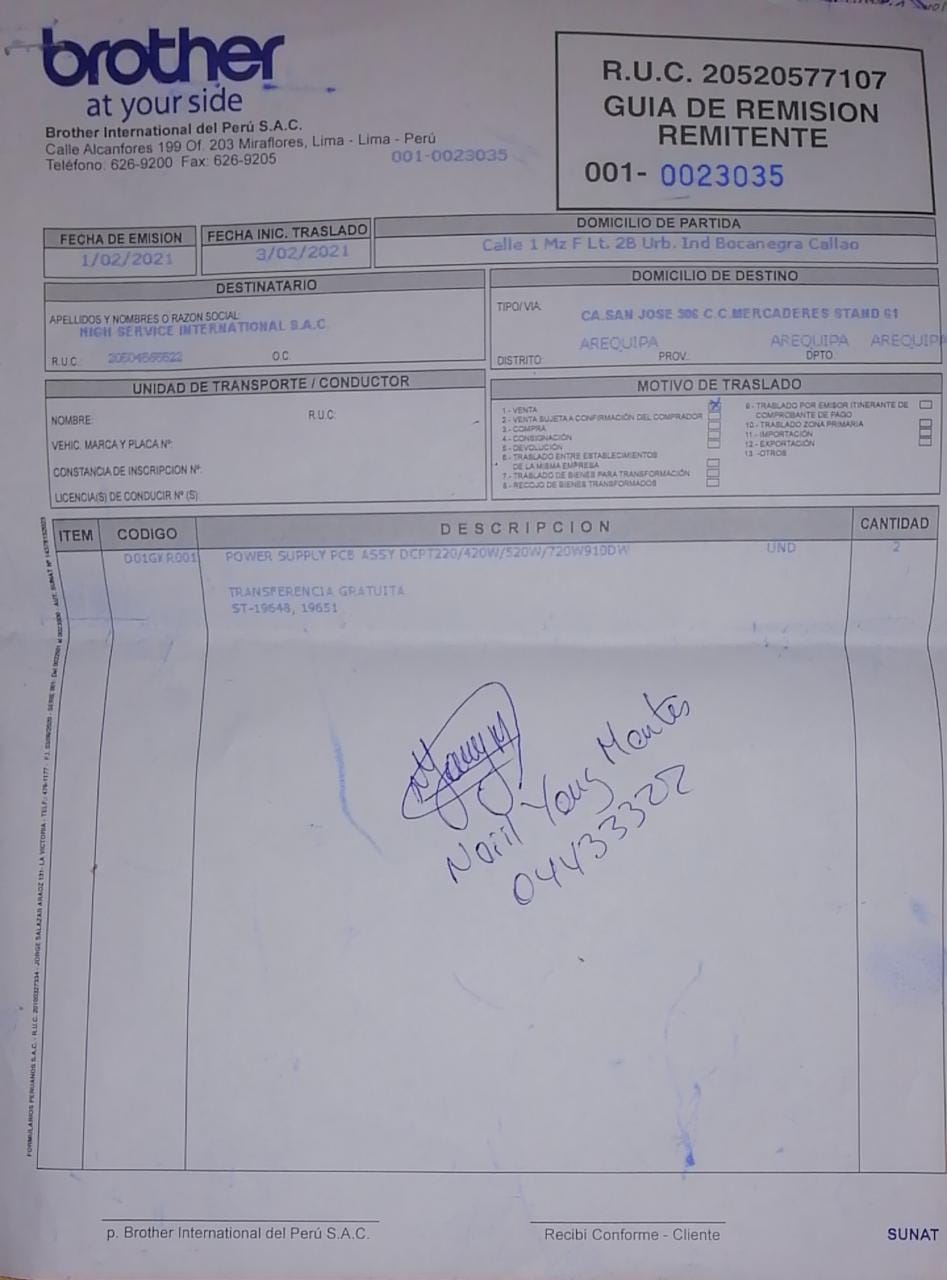 brother
at your side
Brother International del Perú S.A.C.
Calle Alcanfores 199 Of. 203 Miraflores, Lima - Lima - Perú
Teléfono: 626-9200 Fax: 626-9205
001-0023035
R.U.C. 20520577107
GUIA DE REMISION
REMITENTE
001- 0023035
FECHA DE EMISION
1/02/2021
FECHA INIC. TRASLADO
3/02/2021
DOMICILIO DE PARTIDA
Calle 1 Mz F Lt. 2B Urb. Ind Bocanegra Callao
DESTINATARIO
APELLIDOS Y NOMBRES O RAZON SOCIAL:
HIGH SERVICE INTERNATIONAL S.A.C.
R.U.C. O.C.
DOMICILIO DE DESTINO
TIPO/VIA: CA.SAN JOSE 306 C.C.MERCADERES STAND 61
AREQUIPA AREQUIPA AREQUIPA
DISTRITO: PROV.: DPTO.
UNIDAD DE TRANSPORTE / CONDUCTOR
NOMBRE: R.U.C:
VEHIC. MARCA Y PLACA Nº:
CONSTANCIA DE INSCRIPCION Nº:
LICENCIA(S) DE CONDUCIR Nº (S):
MOTIVO DE TRASLADO
1 - VENTA
2 - VENTA SUJETA A CONFIRMACIÓN DEL COMPRADOR
3 - COMPRA
4 - CONSIGNACIÓN
5 - DEVOLUCIÓN
6 - TRASLADO ENTRE ESTABLECIMIENTOS
DE LA MISMA EMPRESA
7 - TRASLADO DE BIENES PARA TRANSFORMACIÓN
8 - RECOJO DE BIENES TRANSFORMADOS
9 - TRASLADO POR EMISOR ITINERANTE DE
COMPROBANTE DE PAGO
10 - TRASLADO ZONA PRIMARIA
11 - IMPORTACIÓN
12 - EXPORTACIÓN
13 - OTROS
ITEM CODIGO DESCRIPCION CANTIDAD
D01GKR001 POWER SUPPLY PCB ASSY DCPT220/420W/520W/720W910DW UND 2
TRANSFERENCIA GRATUITA
ST-19648, 19651
Yong Montes
04433322
p. Brother International del Perú S.A.C.
Recibí Conforme - Cliente
SUNAT